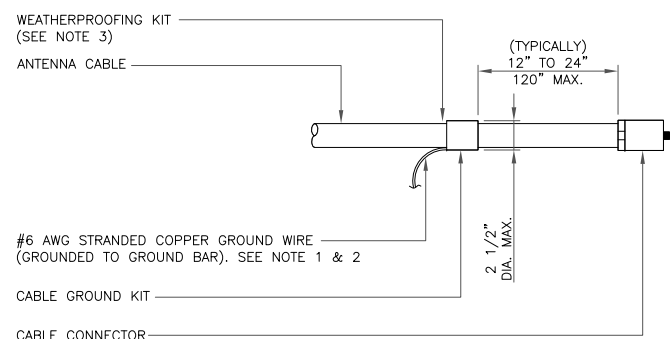 WEATHERPROOFING KIT
(SEE NOTE 3)
ANTENNA CABLE
(TYPICALLY)
12" TO 24"
120" MAX.
2 1/2"
DIA. MAX.
#6 AWG STRANDED COPPER GROUND WIRE
(GROUNDED TO GROUND BAR). SEE NOTE 1 & 2
CABLE GROUND KIT
CABLE CONNECTOR